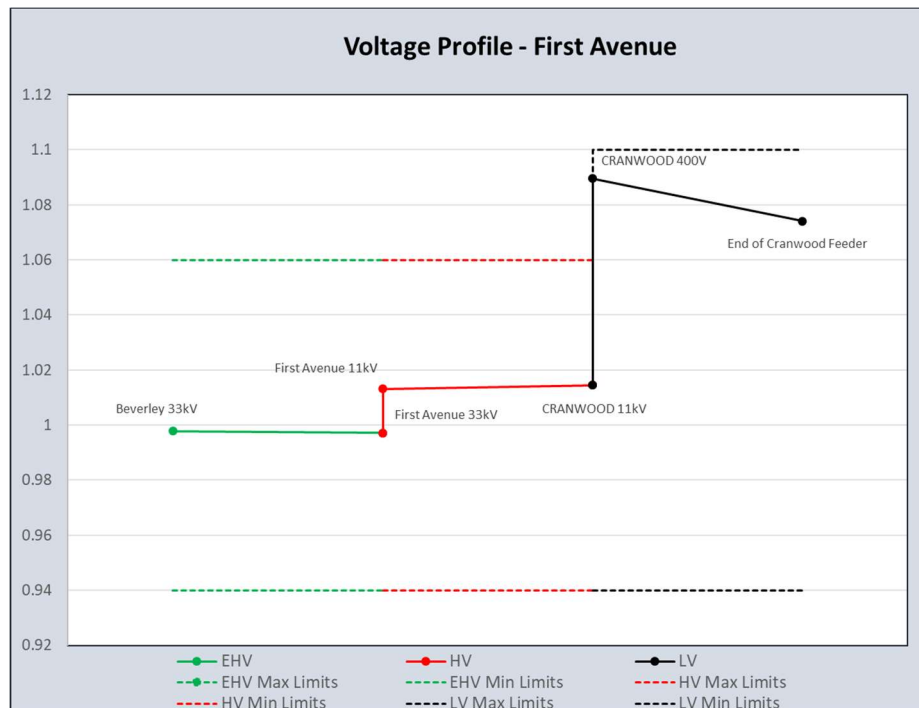 Voltage Profile - First Avenue
1.12
1.1
CRANWOOD 400V
1.08
End of Cranwood Feeder
1.06
1.04
1.02
First Avenue 11kV
Beverley 33kV
First Avenue 33kV
CRANWOOD 11kV
1
0.98
0.96
0.94
0.92
EHV
HV
LV
EHV Max Limits
EHV Min Limits
HV Max Limits
HV Min Limits
LV Max Limits
LV Min Limits